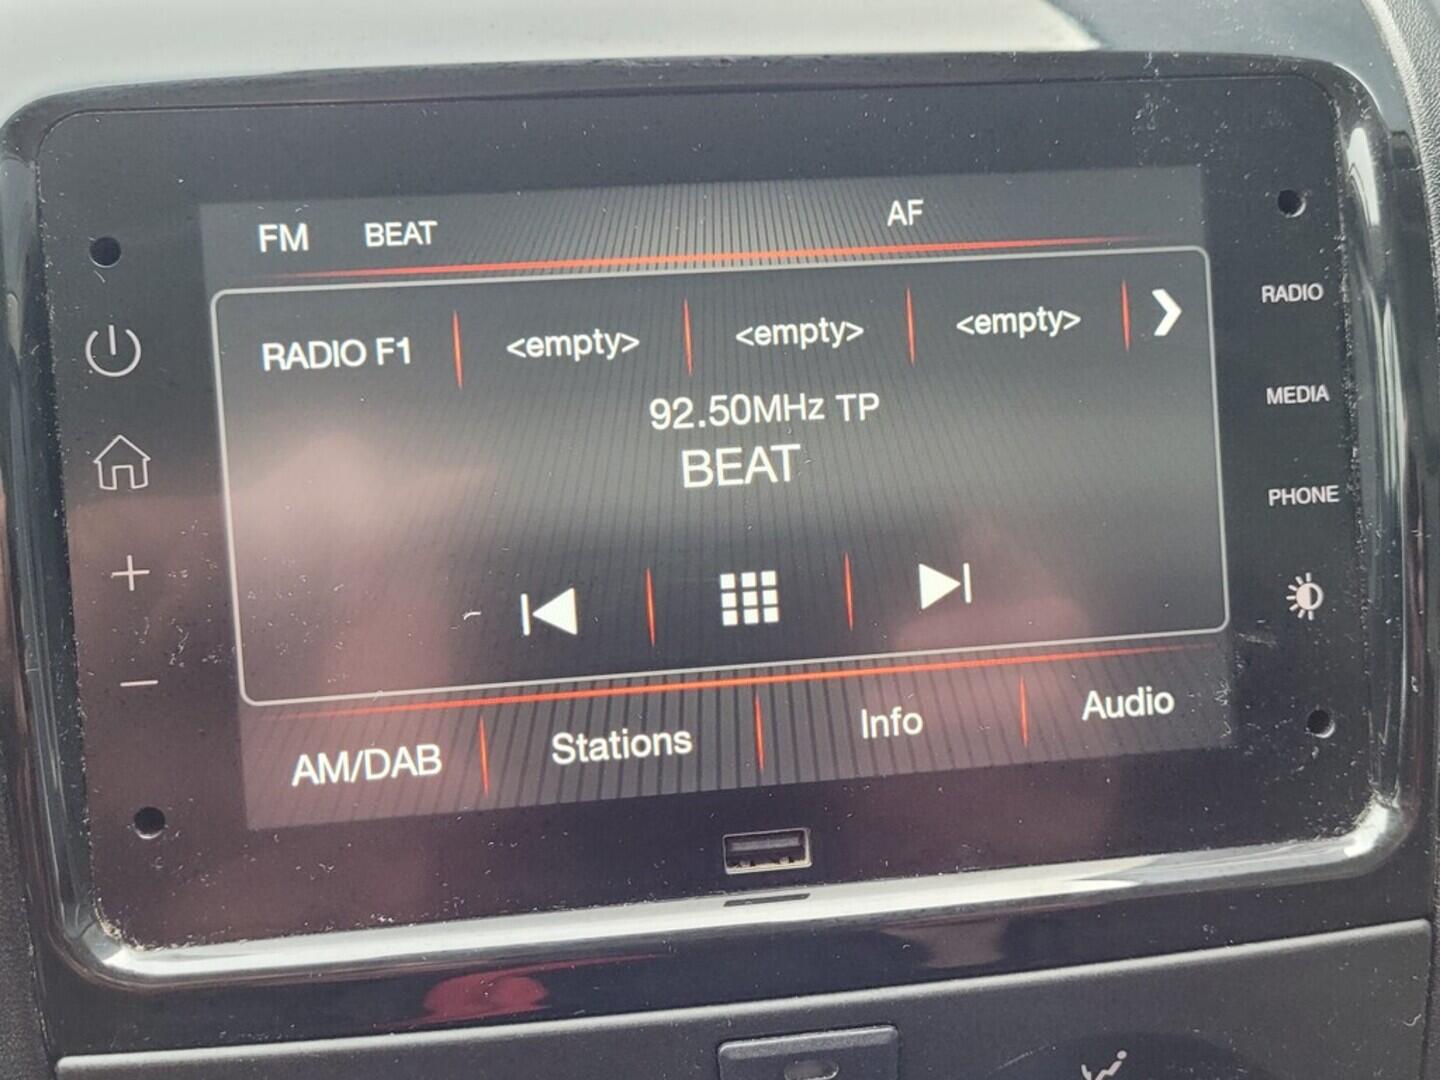 FM BEAT AF
RADIO F1 <empty> <empty> <empty>
92.50MHz TP
BEAT
AM/DAB Stations Info Audio
RADIO
MEDIA
PHONE